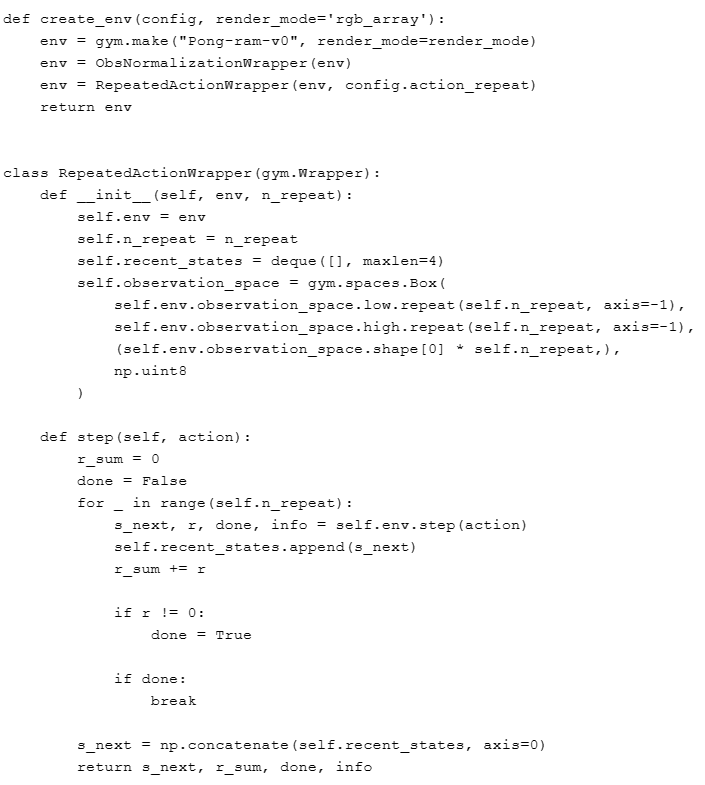 def create_env(config, render_mode='rgb_array'):
    env = gym.make("Pong-ram-v0", render_mode=render_mode)
    env = ObsNormalizationWrapper(env)
    env = RepeatedActionWrapper(env, config.action_repeat)
    return env


class RepeatedActionWrapper(gym.Wrapper):
    def __init__(self, env, n_repeat):
        self.env = env
        self.n_repeat = n_repeat
        self.recent_states = deque([], maxlen=4)
        self.observation_space = gym.spaces.Box(
            self.env.observation_space.low.repeat(self.n_repeat, axis=-1),
            self.env.observation_space.high.repeat(self.n_repeat, axis=-1),
            (self.env.observation_space.shape[0] * self.n_repeat,),
            np.uint8
        )

    def step(self, action):
        r_sum = 0
        done = False
        for _ in range(self.n_repeat):
            s_next, r, done, info = self.env.step(action)
            self.recent_states.append(s_next)
            r_sum += r

            if r != 0:
                done = True

            if done:
                break

        s_next = np.concatenate(self.recent_states, axis=0)
        return s_next, r_sum, done, info